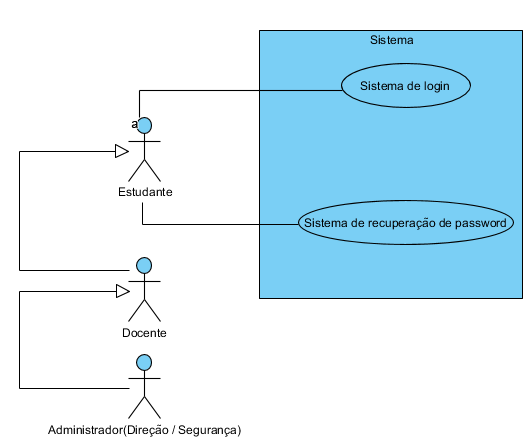 Sistema
Sistema de login
a
Estudante
Sistema de recuperação de password
Docente
Administrador(Direção / Segurança)